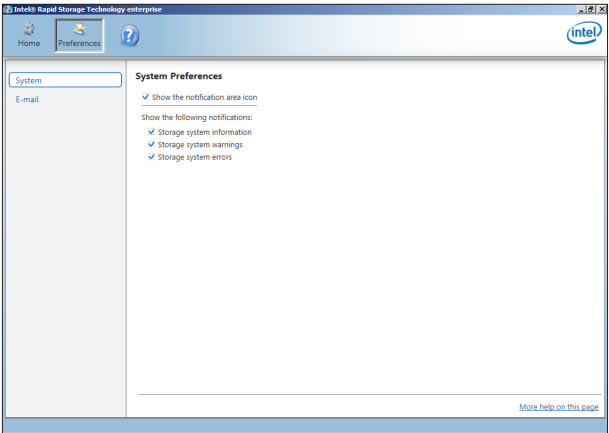 Intel® Rapid Storage Technology enterprise
Home
Preferences
?
intel
System
E-mail
System Preferences
Show the notification area icon
Show the following notifications:
Storage system information
Storage system warnings
Storage system errors
More help on this page